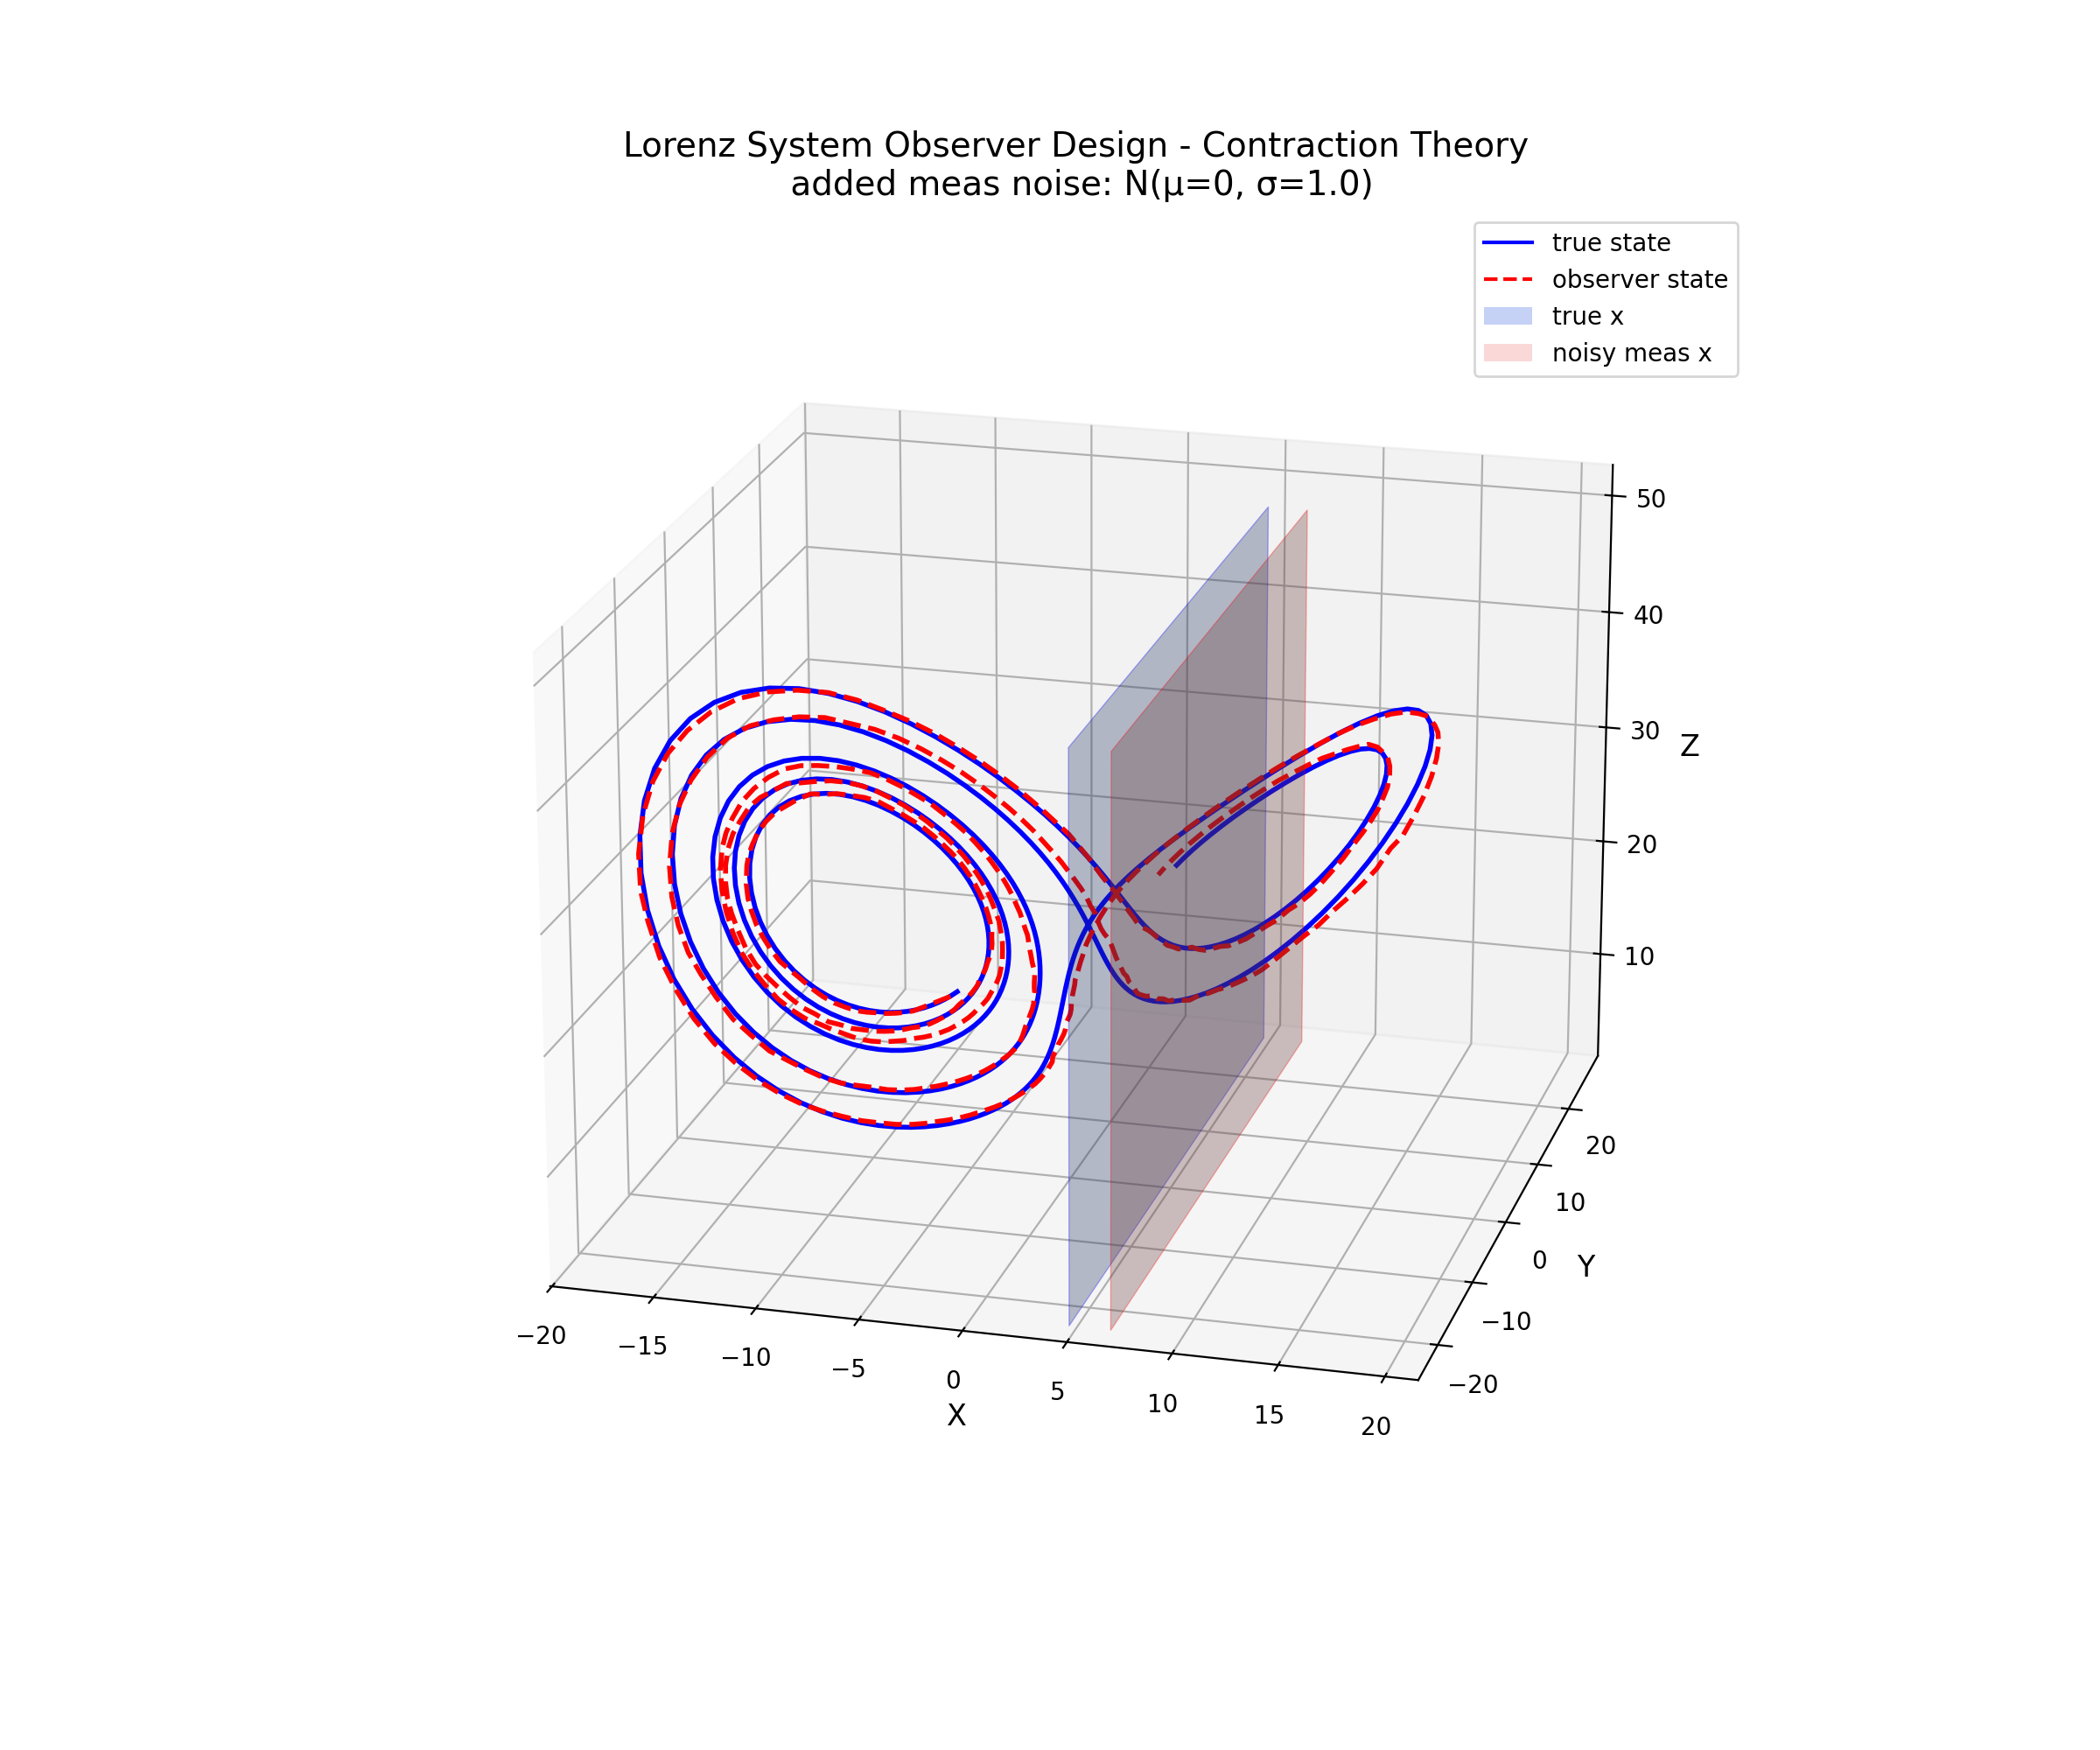 Lorenz System Observer Design - Contraction Theory
added meas noise: N(μ=0, σ=1.0)
true state
observer state
true x
noisy meas x
50
40
30
Z
20
10
20
10
0
Y
−10
−20
−20
−15
−10
−5
0
5
10
15
20
X